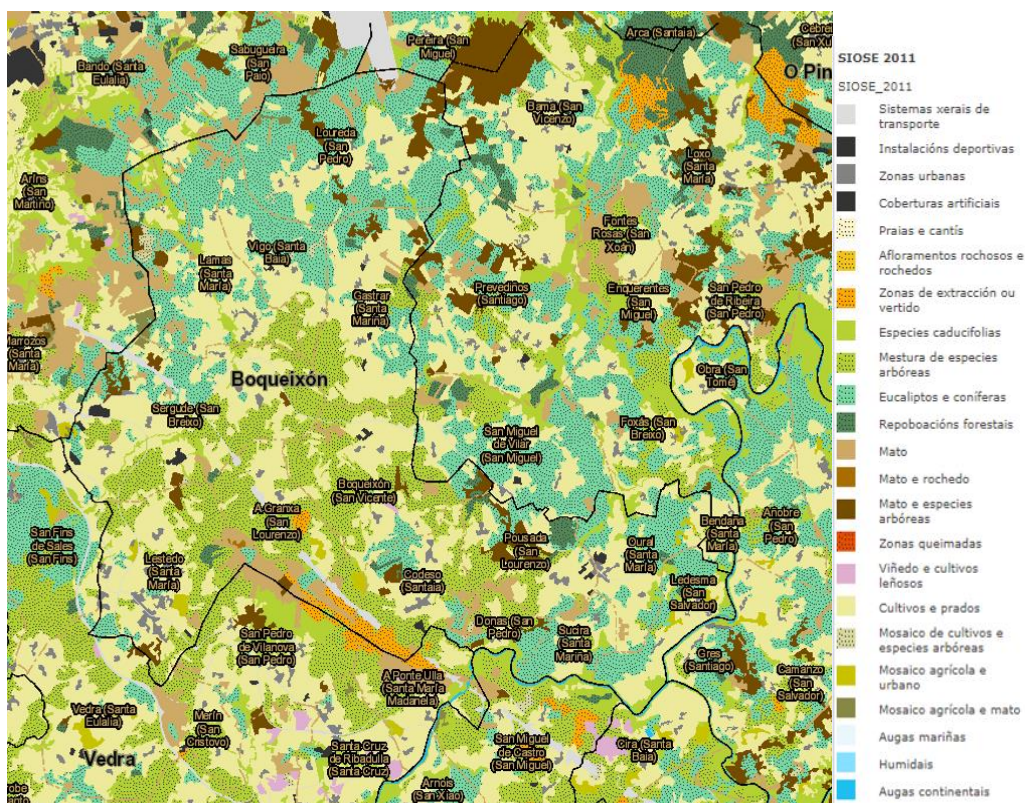 Pereira (San
Miguel)
Arca (Santaia)
Sabugueira
(San
Paio)
Bando (Santa
Eulalia)
O Pin
Bama (San
Vicenzo)
Loureda
(San
Pedro)
Loxo
(Santa
María)
Aríns
(San
Martiño)
Fontes
Rosas (San
Xoán)
Vigo (Santa
Baia)
Lamas
(Santa
María)
Gastrar
(Santa
Mariña)
Prevediños
(Santiago)
Enquerentes
(San
Miguel)
San Pedro
de Ribeira
(San Pedro)
Marrozos
(Santa
María)
Obra (San
Tomé)
Boqueixón
Sergude (San
Breixo)
Foxás (San
Breixo)
San Miguel
de Vilar
(San Miguel)
Boqueixón
(San Vicente)
A Granxa
(San
Lourenzo)
Pousada
(San
Lourenzo)
Bendaña
(Santa
María)
Añobre
(San
Pedro)
San Fins
de Sales
(San Fins)
Oural
(Santa
María)
Lestedo
(Santa
María)
Codeso
(Santaia)
Ledesma
(San
Salvador)
San Pedro
de Vilanova
(San Pedro)
Donas (San
Pedro)
Sucira
(Santa
Mariña)
Gres
(Santiago)
Camanzo
(San
Salvador)
A Ponte Ulla
(Santa María
Madanela)
Vedra (Santa
Eulalia)
Merín
(San
Cristovo)
Vedra
Santa Cruz
de Ribadulla
(Santa Cruz)
San Miguel
de Castro
(San Miguel)
Cira (Santa
Baia)
Arnois
(San Xiao)
SIOSE 2011
SIOSE_2011
Sistemas xerais de
transporte
Instalacións deportivas
Zonas urbanas
Coberturas artificiais
Praias e cantís
Afloramentos rochosos e
rochedos
Zonas de extracción ou
vertido
Especies caducifolias
Mestura de especies
arbóreas
Eucaliptos e coníferas
Repoboacións forestais
Mato
Mato e rochedo
Mato e especies
arbóreas
Zonas queimadas
Viñedo e cultivos
leñosos
Cultivos e prados
Mosaico de cultivos e
especies arbóreas
Mosaico agrícola e
urbano
Mosaico agrícola e mato
Augas mariñas
Humidais
Augas continentais